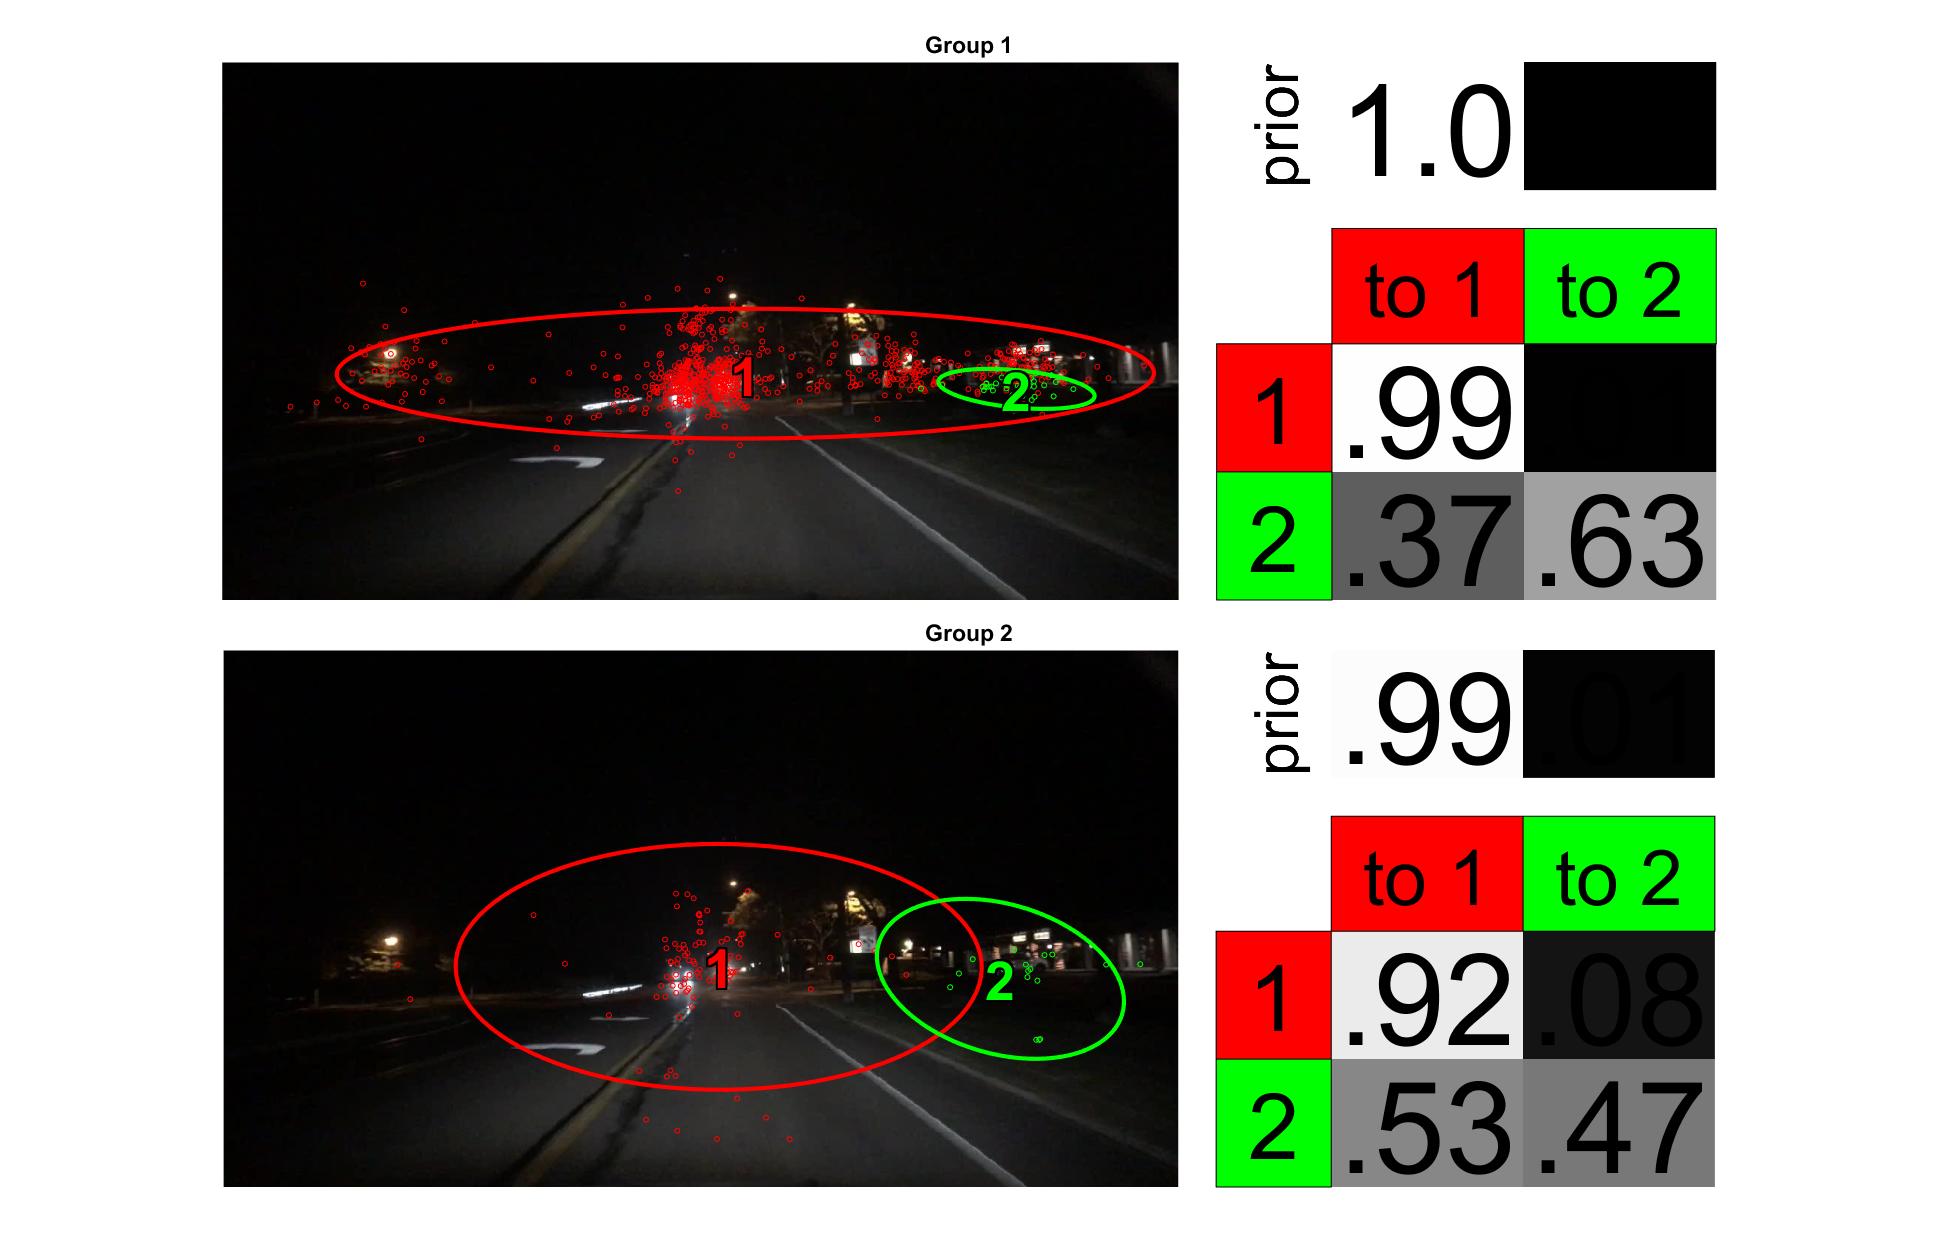 Group 1
prior 1.0
to 1 to 2
1 .99
2 .37 .63
1
2
Group 2
prior .99 .01
to 1 to 2
1 .92 .08
2 .53 .47
1
2